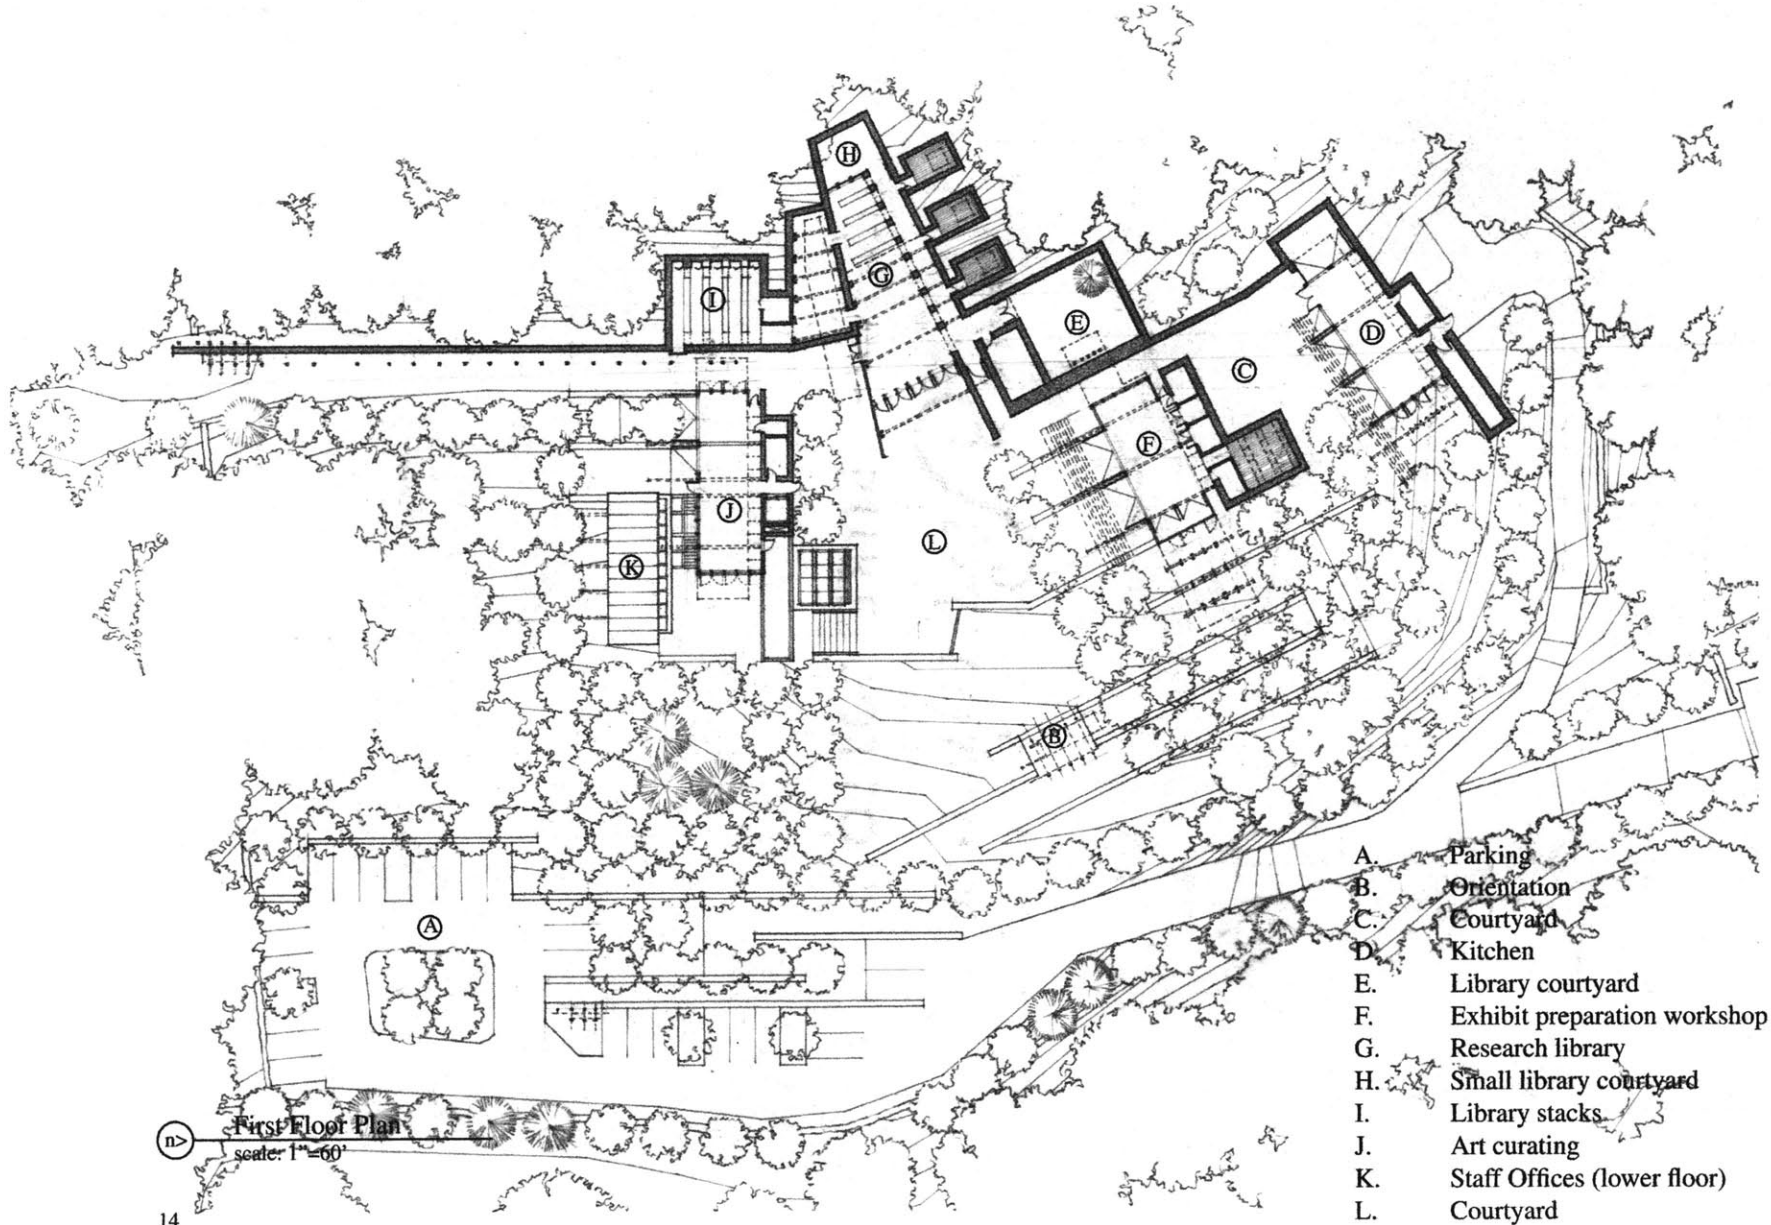 H
I
G
E
D
C
F
J
L
K
B
A
A. Parking
B. Orientation
C. Courtyard
D. Kitchen
E. Library courtyard
F. Exhibit preparation workshop
G. Research library
H. Small library courtyard
I. Library stacks
J. Art curating
K. Staff Offices (lower floor)
L. Courtyard
n> First Floor Plan
scale: 1"=60'
14